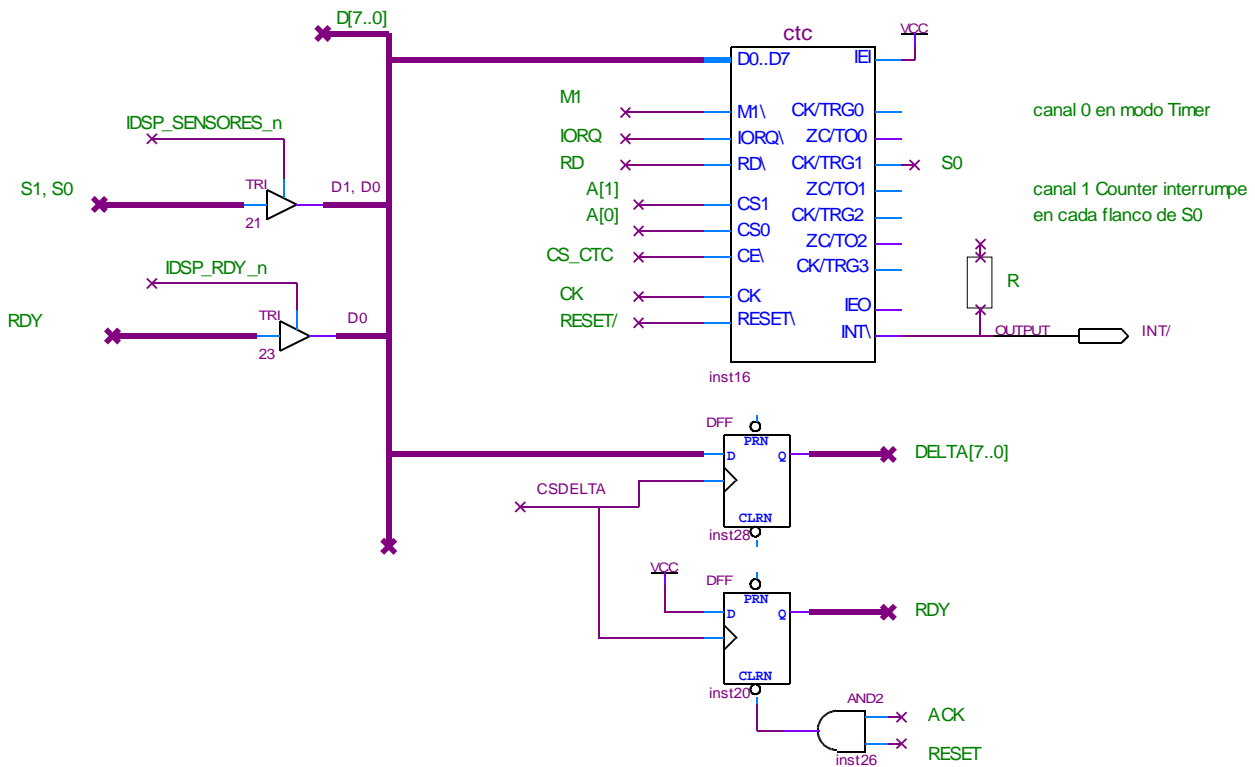 D[7..0]
IDSP_SENSORES_n
S1, S0
TRI
21
D1, D0
IDSP_RDY_n
RDY
TRI
23
D0
ctc
VCC
D0..D7
IEI
M1
M1\
CK/TRG0
canal 0 en modo Timer
IORQ
IORQ\
ZC/TO0
RD
RD\
CK/TRG1
S0
A[1]
CS1
ZC/TO1
canal 1 Counter interrumpe
A[0]
CS0
CK/TRG2
en cada flanco de S0
CS_CTC
CE\
ZC/TO2
CK/TRG3
R
CK
CK
IEO
RESET/
RESET\
INT\
OUTPUT
INT/
inst16
DFF
PRN
D
Q
DELTA[7..0]
CSDELTA
CLRN
inst28
VCC
DFF
PRN
D
Q
RDY
CLRN
inst20
AND2
ACK
RESET
inst26